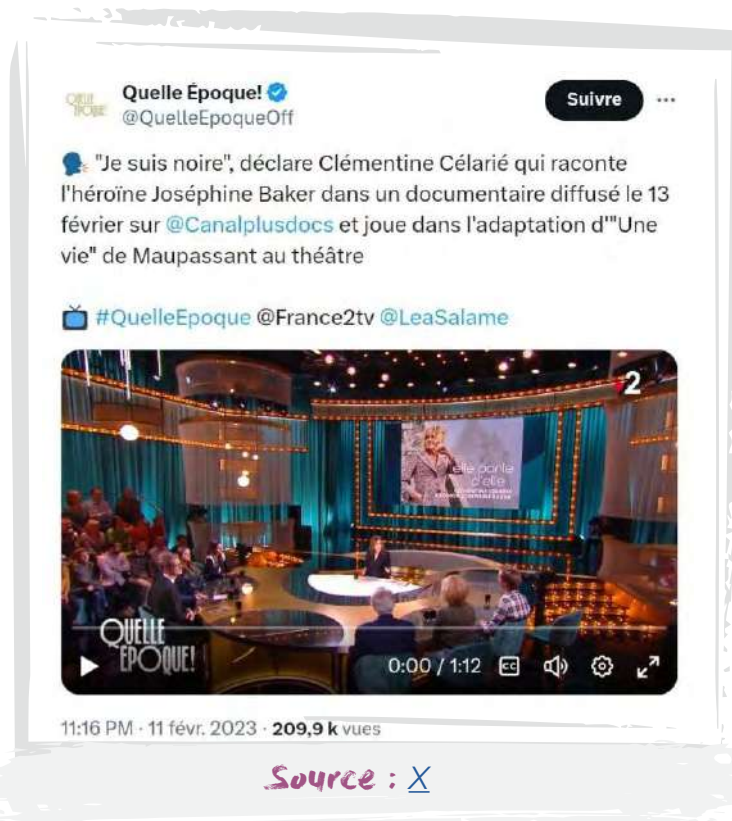 Quelle Époque!
@QuelleEpoqueOff
Suivre
QUELLE
ÉPOQUE!
"Je suis noire", déclare Clémentine Célarié qui raconte
l'héroïne Joséphine Baker dans un documentaire diffusé le 13
février sur @Canalplusdocs et joue dans l'adaptation d'"Une
vie" de Maupassant au théâtre
#QuelleEpoque @France2tv @LeaSalame
2
elle parle
d'elle
QUELLE
ÉPOQUE!
0:00 / 1:12
CC
11:16 PM · 11 févr. 2023 · 209,9 k vues
Source : X